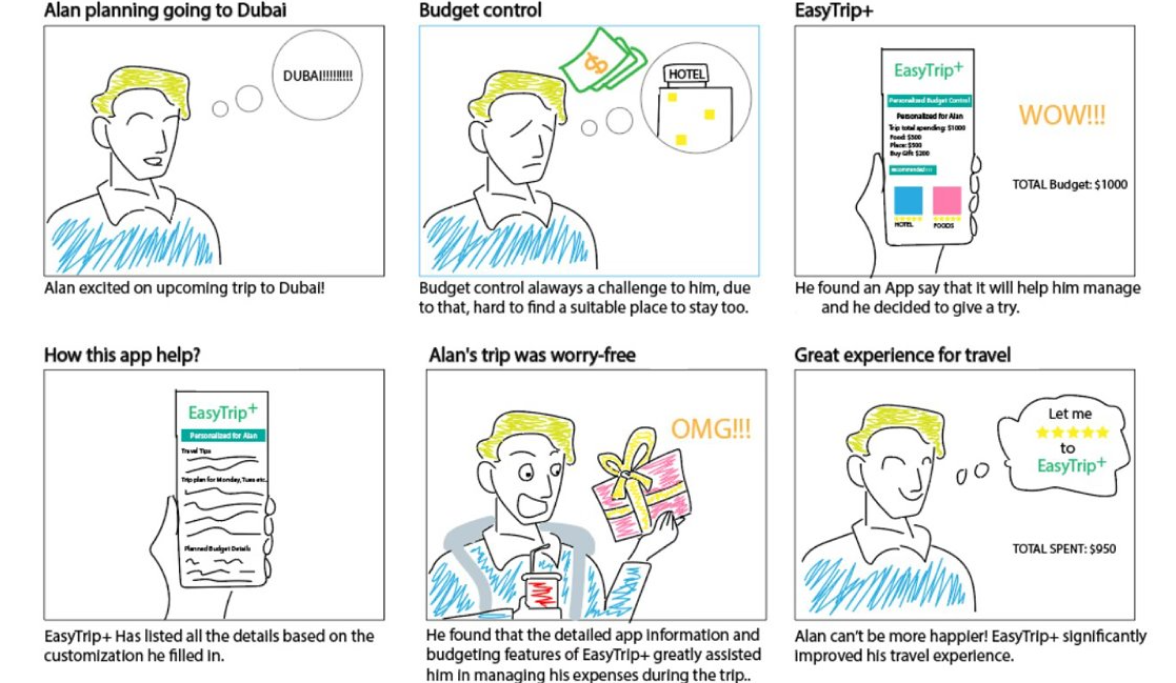 Alan planning going to Dubai
DUBAI!!!!!!!!!!
Alan excited on upcoming trip to Dubai!
Budget control
$
HOTEL
Budget control alaways a challenge to him, due
to that, hard to find a suitable place to stay too.
EasyTrip+
EasyTrip+
Personalized Budget Control
Personalized for Alan
Trip total spending: $1000
Food: $300
Place: $500
Buy Gift: $200
HOTEL
FOODS
WOW!!!
TOTAL Budget: $1000
He found an App say that it will help him manage
and he decided to give a try.
How this app help?
EasyTrip+
Personalized for Alan
Travel Tips
Trip plan for Monday, Tues etc..
Planned Budget Details
EasyTrip+ Has listed all the details based on the
customization he filled in.
Alan's trip was worry-free
OMG!!!
He found that the detailed app information and
budgeting features of EasyTrip+ greatly assisted
him in managing his expenses during the trip..
Great experience for travel
Let me
to
EasyTrip+
TOTAL SPENT: $950
Alan can't be more happier! EasyTrip+ significantly
improved his travel experience.